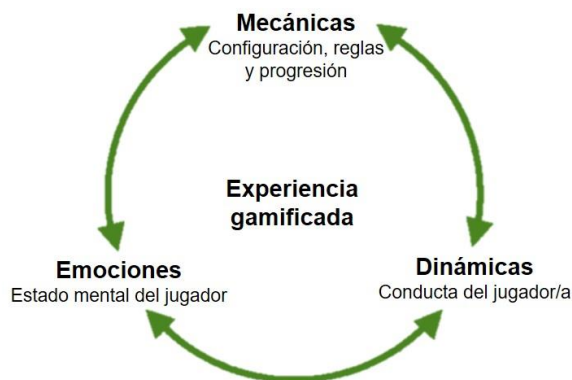 Mecánicas
Configuración, reglas
y progresión
Experiencia
gamificada
Emociones
Estado mental del jugador
Dinámicas
Conducta del jugador/a